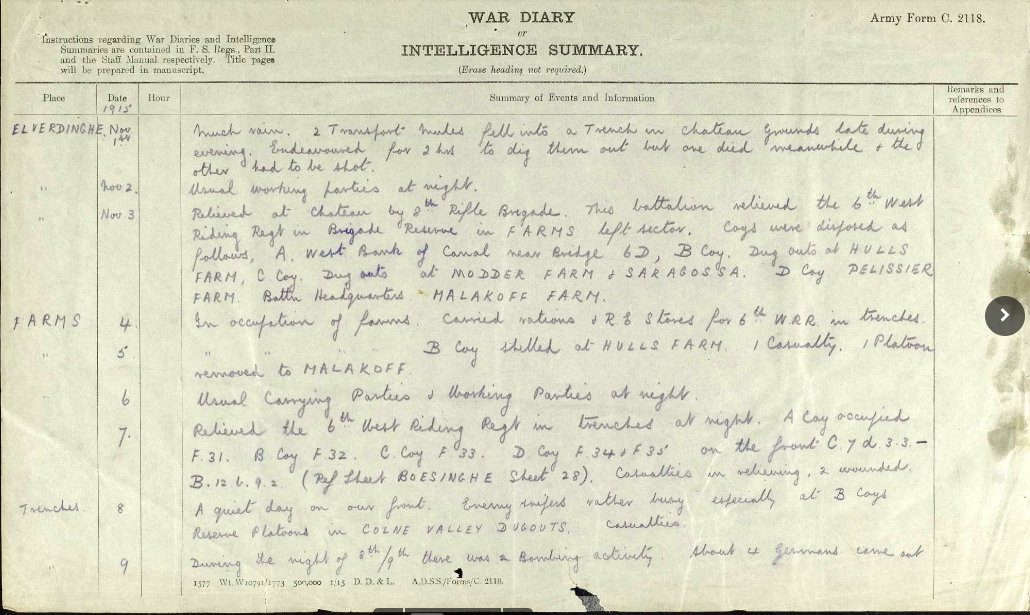 WAR DIARY
or
INTELLIGENCE SUMMARY.
(Erase heading not required.)
Army Form C. 2118.
Instructions regarding War Diaries and Intelligence
Summaries are contained in F. S. Regs., Part II.
and the Staff Manual respectively. Title pages
will be prepared in manuscript.
Place Date Hour Summary of Events and Information Remarks and
references to
Appendices
1915
ELVERDINGHE Nov 1st Much rain. 2 Transport mules fell into a Trench in Chateau Grounds late during
evening. Endeavoured for 2 hrs to dig them out but one died meanwhile & the
other had to be shot.
" Nov 2. Usual working parties at night.
" Nov 3 Relieved at Chateau by 8th Rifle Brigade. This battalion relieved the 6th West
Riding Regt in Brigade Reserve in FARMS left sector. Coys were disposed as
follows, A. West Bank of Canal near Bridge 6D, B Coy. Dug outs at HULLS
FARM, C Coy. Dug outs at MODDER FARM & SARAGOSSA. D Coy PELISSIER
FARM. Battn Headquarters MALAKOFF FARM.
FARMS 4. In occupation of farms. Carried rations & R.E Stores for 6th W.R.R. in trenches.
" 5 " " " " B Coy shelled at HULLS FARM. 1 Casualty. 1 Platoon
removed to MALAKOFF.
" 6 Usual Carrying Parties & Working Parties at night.
" 7. Relieved the 6th West Riding Regt in trenches at night. A Coy occupied
F.31. B Coy F.32. C. Coy F 33. D Coy F.34 & F 35 on the front C.7.d.3.3 –
B.12.b.9.2. (Ref Sheet BOESINGHE Sheet 28). Casualties in relieving, 2 wounded.
Trenches. 8 A quiet day on our front. Enemy snipers rather busy especially at B Coys
Reserve Platoons in COLNE VALLEY DUGOUTS. casualties.
" 9 During the night of 8th/9th there was a Bombing activity. About 4 Germans came out
1577 Wt.W10791/1773 500,000 1/15 D. D. & L. A.D.S.S./Forms/C. 2118.